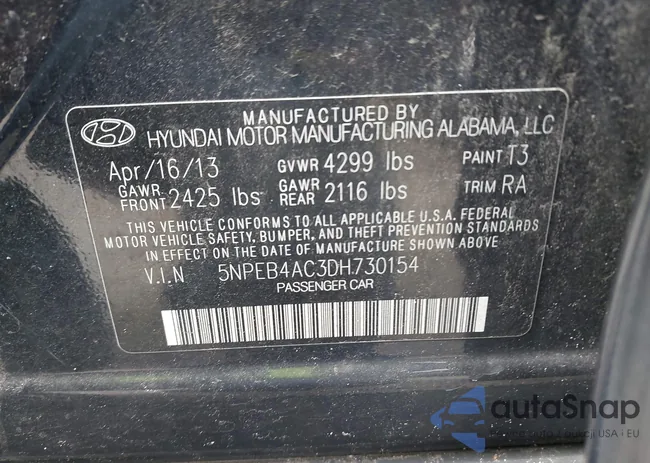 MANUFACTURED BY
HYUNDAI MOTOR MANUFACTURING ALABAMA, LLC
Apr/16/13 GVWR 4299 lbs PAINT T3
GAWR FRONT 2425 lbs GAWR REAR 2116 lbs TRIM RA
THIS VEHICLE CONFORMS TO ALL APPLICABLE U.S.A. FEDERAL
MOTOR VEHICLE SAFETY, BUMPER, AND THEFT PREVENTION STANDARDS
IN EFFECT ON THE DATE OF MANUFACTURE SHOWN ABOVE
V.I.N 5NPEB4AC3DH730154
PASSENGER CAR
autoSnap
USA • EU